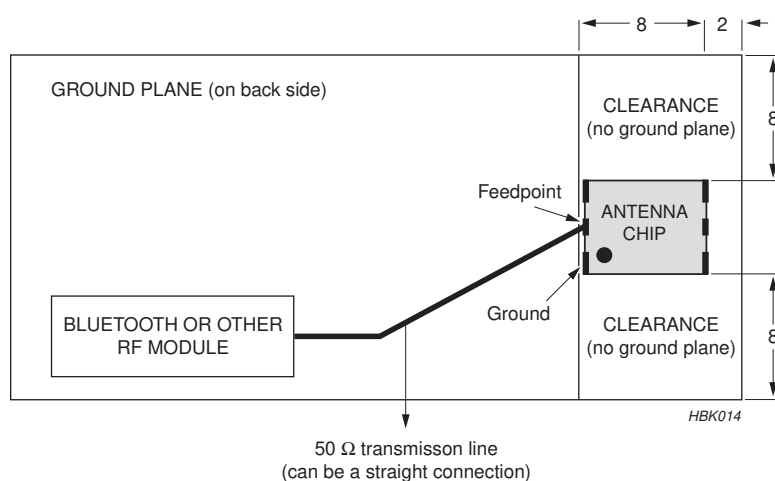 8
2
GROUND PLANE (on back side)
CLEARANCE
(no ground plane)
8
Feedpoint
ANTENNA
CHIP
Ground
BLUETOOTH OR OTHER
RF MODULE
CLEARANCE
(no ground plane)
8
HBK014
50 Ω transmisson line
(can be a straight connection)